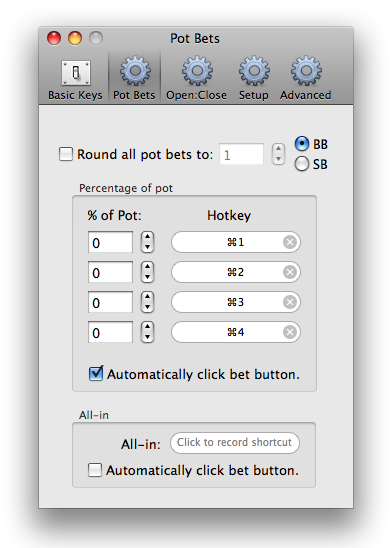 Pot Bets
Basic Keys Pot Bets Open:Close Setup Advanced
Round all pot bets to: 1 BB
SB
Percentage of pot
% of Pot: Hotkey
0 ⌘1
0 ⌘2
0 ⌘3
0 ⌘4
Automatically click bet button.
All-in
All-in: Click to record shortcut
Automatically click bet button.